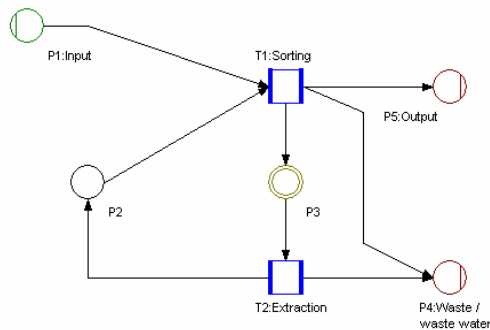 P1:Input
T1:Sorting
P5:Output
P2
P3
T2:Extraction
P4:Waste /
waste water